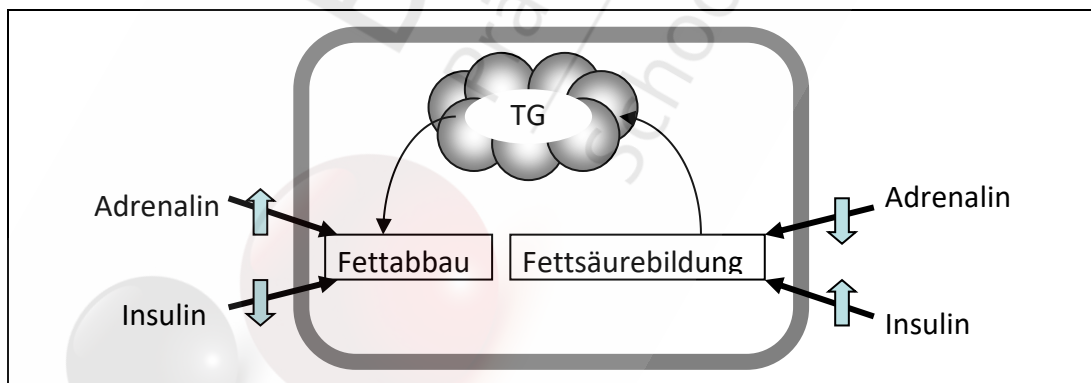 TG
Adrenalin
Adrenalin
Fettabbau
Fettsäurebildung
Insulin
Insulin